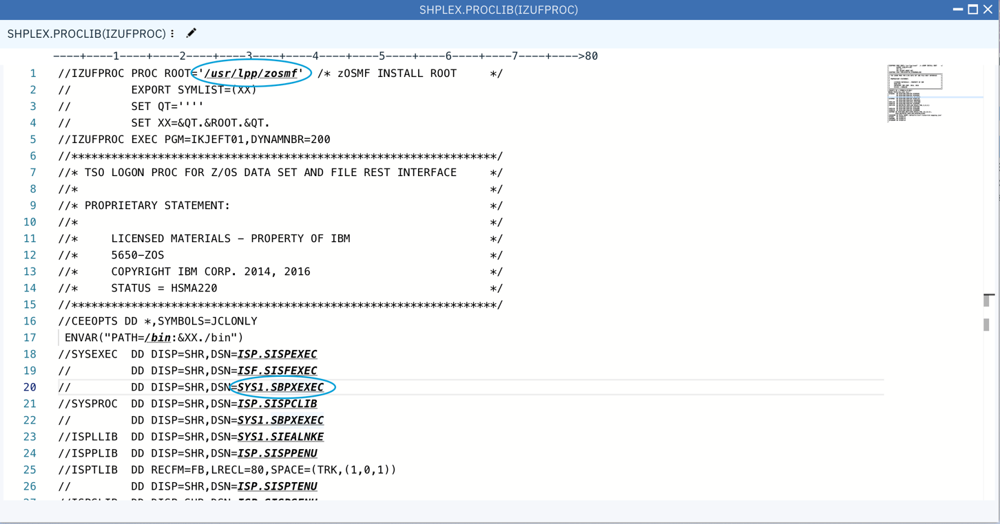 SHPLEX.PROCLIB(IZUFPROC)
SHPLEX.PROCLIB(IZUFPROC)
----+----1----+----2----+----3----+----4----+----5----+----6----+----7----+---->80
1 //IZUFPROC PROC ROOT='/usr/lpp/zosmf'  /* zOSMF INSTALL ROOT     */
2 //         EXPORT SYMLIST=(XX)
3 //         SET QT=''''
4 //         SET XX=&QT.&ROOT.&QT.
5 //IZUFPROC EXEC PGM=IKJEFT01,DYNAMNBR=200
6 //****************************************************************/
7 //* TSO LOGON PROC FOR Z/OS DATA SET AND FILE REST INTERFACE     */
8 //*                                                              */
9 //* PROPRIETARY STATEMENT:                                       */
10 //*                                                              */
11 //*     LICENSED MATERIALS - PROPERTY OF IBM                     */
12 //*     5650-ZOS                                                 */
13 //*     COPYRIGHT IBM CORP. 2014, 2016                           */
14 //*     STATUS = HSMA220                                         */
15 //****************************************************************/
16 //CEEOPTS DD *,SYMBOLS=JCLONLY
17  ENVAR("PATH=/bin:&XX./bin")
18 //SYSEXEC  DD DISP=SHR,DSN=ISP.SISPEXEC
19 //         DD DISP=SHR,DSN=ISF.SISFEXEC
20 //         DD DISP=SHR,DSN=SYS1.SBPXEXEC
21 //SYSPROC  DD DISP=SHR,DSN=ISP.SISPCLIB
22 //         DD DISP=SHR,DSN=SYS1.SBPXEXEC
23 //ISPLLIB  DD DISP=SHR,DSN=SYS1.SIEALNKE
24 //ISPPLIB  DD DISP=SHR,DSN=ISP.SISPPENU
25 //ISPTLIB  DD RECFM=FB,LRECL=80,SPACE=(TRK,(1,0,1))
26 //         DD DISP=SHR,DSN=ISP.SISPTENU